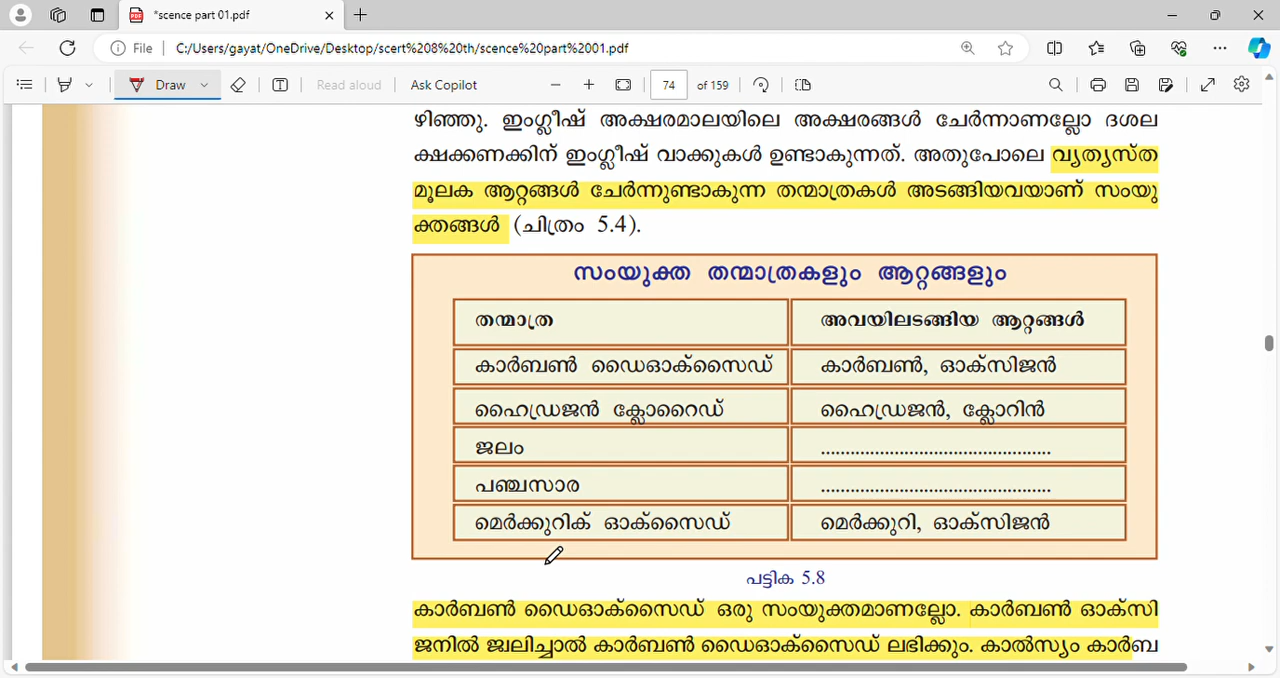 *scence part 01.pdf
File
C:/Users/gayat/OneDrive/Desktop/scert%208%20th/scence%20part%2001.pdf
Draw
Read aloud
Ask Copilot
74 of 159
ഴിഞ്ഞു. ഇംഗ്ലീഷ് അക്ഷരമാലയിലെ അക്ഷരങ്ങൾ ചേർന്നാണല്ലോ ദശല
ക്ഷക്കണക്കിന് ഇംഗ്ലീഷ് വാക്കുകൾ ഉണ്ടാകുന്നത്. അതുപോലെ വ്യത്യസ്ത
മൂലക ആറ്റങ്ങൾ ചേർന്നുണ്ടാകുന്ന തന്മാത്രകൾ അടങ്ങിയവയാണ് സംയു
ക്തങ്ങൾ (ചിത്രം 5.4).
സംയുക്ത തന്മാത്രകളും ആറ്റങ്ങളും
തന്മാത്ര അവയിലടങ്ങിയ ആറ്റങ്ങൾ
കാർബൺ ഡൈഓക്സൈഡ് കാർബൺ, ഓക്സിജൻ
ഹൈഡ്രജൻ ക്ലോറൈഡ് ഹൈഡ്രജൻ, ക്ലോറിൻ
ജലം ..............................................
പഞ്ചസാര ..............................................
മെർക്കുറിക് ഓക്സൈഡ് മെർക്കുറി, ഓക്സിജൻ
പട്ടിക 5.8
കാർബൺ ഡൈഓക്സൈഡ് ഒരു സംയുക്തമാണല്ലോ. കാർബൺ ഓക്സി
ജനിൽ ജ്വലിച്ചാൽ കാർബൺ ഡൈഓക്സൈഡ് ലഭിക്കും. കാൽസ്യം കാർബ